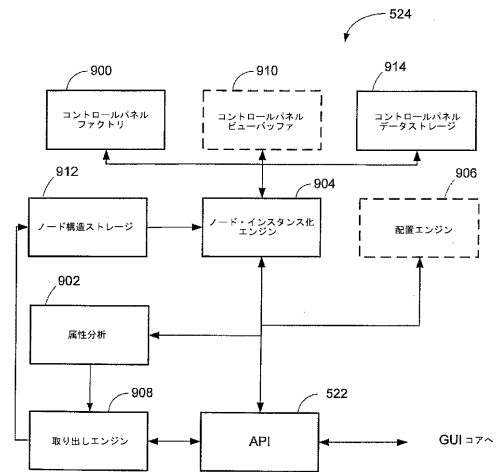 524
900
910
914
コントロールパネル
ファクトリ
コントロールパネル
ビューバッファ
コントロールパネル
データストレージ
912
904
906
ノード構造ストレージ
ノード・インスタンス化
エンジン
配置エンジン
902
属性分析
908
522
取り出しエンジン
API
GUI コアへ